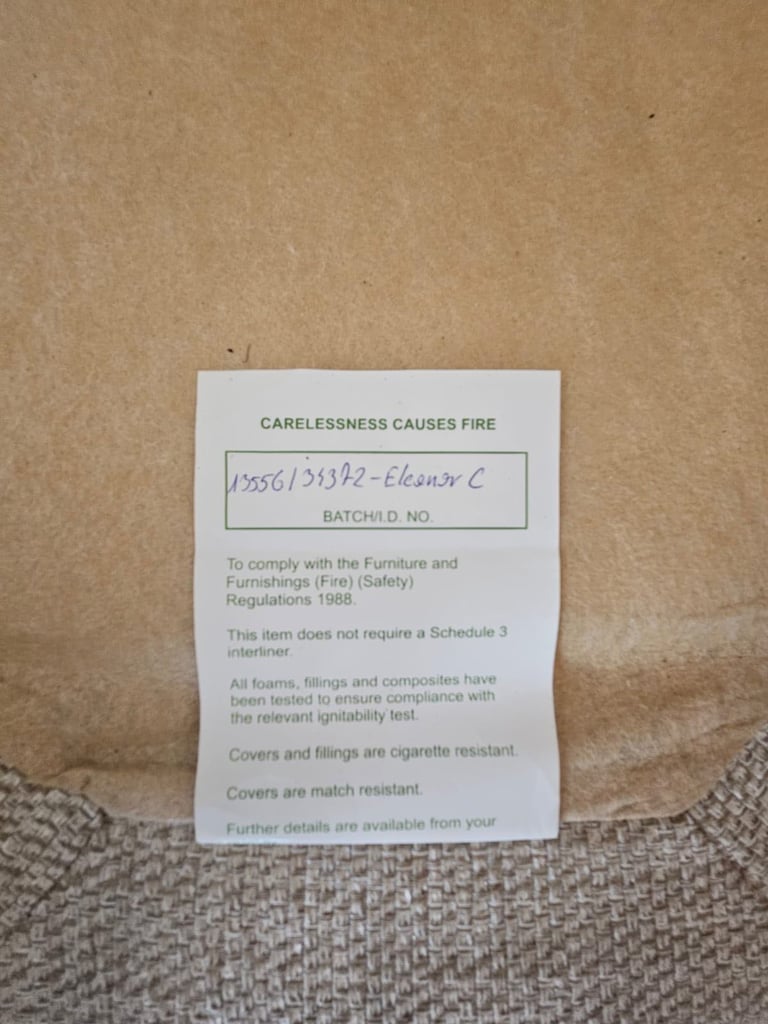 CARELESSNESS CAUSES FIRE
13556/34372-Eleanor C
BATCH/I.D. NO.
To comply with the Furniture and
Furnishings (Fire) (Safety)
Regulations 1988.
This item does not require a Schedule 3
interliner.
All foams, fillings and composites have
been tested to ensure compliance with
the relevant ignitability test.
Covers and fillings are cigarette resistant.
Covers are match resistant.
Further details are available from your